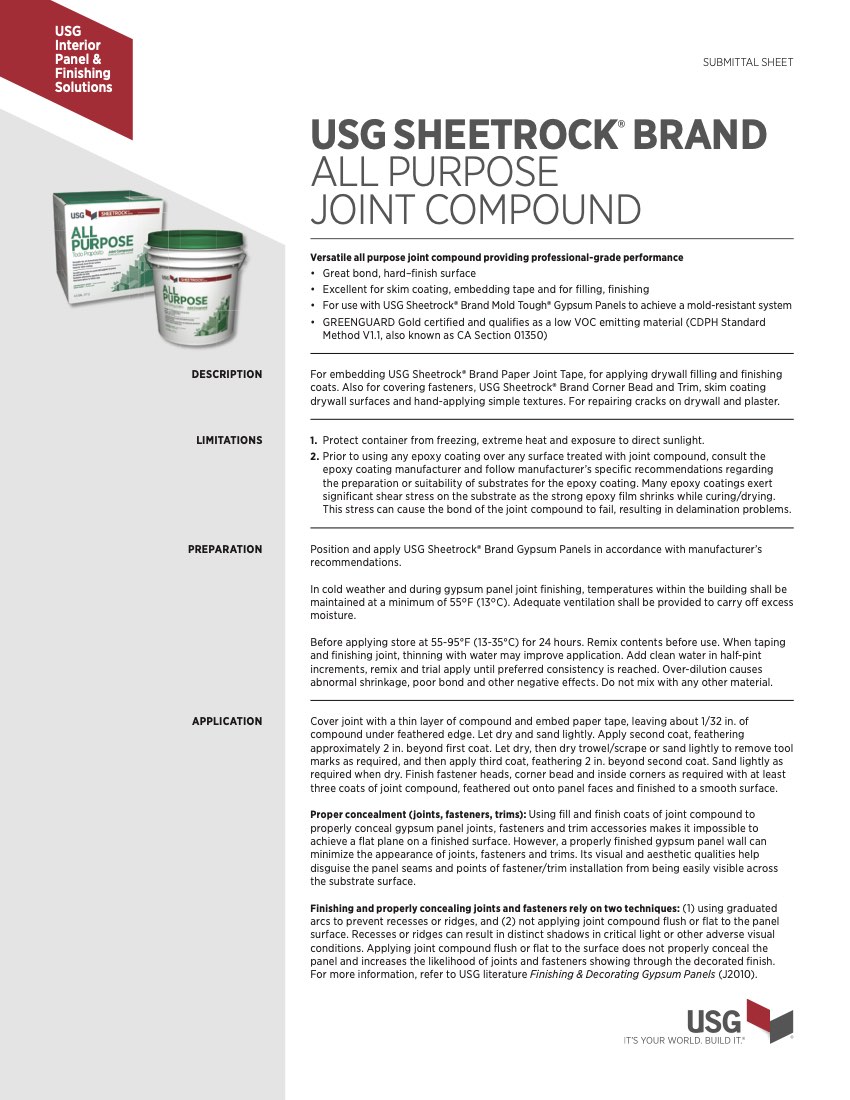 USG
Interior
Panel &
Finishing
Solutions
SUBMITTAL SHEET
USG SHEETROCK® BRAND
ALL PURPOSE
JOINT COMPOUND
USG SHEETROCK
ALL
PURPOSE
Todo Propósito
Joint Compound
SHEETROCK
ALL
PURPOSE
Versatile all purpose joint compound providing professional-grade performance
• Great bond, hard–finish surface
• Excellent for skim coating, embedding tape and for filling, finishing
• For use with USG Sheetrock® Brand Mold Tough® Gypsum Panels to achieve a mold-resistant system
• GREENGUARD Gold certified and qualifies as a low VOC emitting material (CDPH Standard
Method V1.1, also known as CA Section 01350)
DESCRIPTION
For embedding USG Sheetrock® Brand Paper Joint Tape, for applying drywall filling and finishing
coats. Also for covering fasteners, USG Sheetrock® Brand Corner Bead and Trim, skim coating
drywall surfaces and hand-applying simple textures. For repairing cracks on drywall and plaster.
LIMITATIONS
1. Protect container from freezing, extreme heat and exposure to direct sunlight.
2. Prior to using any epoxy coating over any surface treated with joint compound, consult the
epoxy coating manufacturer and follow manufacturer's specific recommendations regarding
the preparation or suitability of substrates for the epoxy coating. Many epoxy coatings exert
significant shear stress on the substrate as the strong epoxy film shrinks while curing/drying.
This stress can cause the bond of the joint compound to fail, resulting in delamination problems.
PREPARATION
Position and apply USG Sheetrock® Brand Gypsum Panels in accordance with manufacturer's
recommendations.
In cold weather and during gypsum panel joint finishing, temperatures within the building shall be
maintained at a minimum of 55ºF (13ºC). Adequate ventilation shall be provided to carry off excess
moisture.
Before applying store at 55-95°F (13-35°C) for 24 hours. Remix contents before use. When taping
and finishing joint, thinning with water may improve application. Add clean water in half-pint
increments, remix and trial apply until preferred consistency is reached. Over-dilution causes
abnormal shrinkage, poor bond and other negative effects. Do not mix with any other material.
APPLICATION
Cover joint with a thin layer of compound and embed paper tape, leaving about 1/32 in. of
compound under feathered edge. Let dry and sand lightly. Apply second coat, feathering
approximately 2 in. beyond first coat. Let dry, then dry trowel/scrape or sand lightly to remove tool
marks as required, and then apply third coat, feathering 2 in. beyond second coat. Sand lightly as
required when dry. Finish fastener heads, corner bead and inside corners as required with at least
three coats of joint compound, feathered out onto panel faces and finished to a smooth surface.
Proper concealment (joints, fasteners, trims): Using fill and finish coats of joint compound to
properly conceal gypsum panel joints, fasteners and trim accessories makes it impossible to
achieve a flat plane on a finished surface. However, a properly finished gypsum panel wall can
minimize the appearance of joints, fasteners and trims. Its visual and aesthetic qualities help
disguise the panel seams and points of fastener/trim installation from being easily visible across
the substrate surface.
Finishing and properly concealing joints and fasteners rely on two techniques: (1) using graduated
arcs to prevent recesses or ridges, and (2) not applying joint compound flush or flat to the panel
surface. Recesses or ridges can result in distinct shadows in critical light or other adverse visual
conditions. Applying joint compound flush or flat to the surface does not properly conceal the
panel and increases the likelihood of joints and fasteners showing through the decorated finish.
For more information, refer to USG literature Finishing & Decorating Gypsum Panels (J2010).
USG
IT'S YOUR WORLD. BUILD IT.®